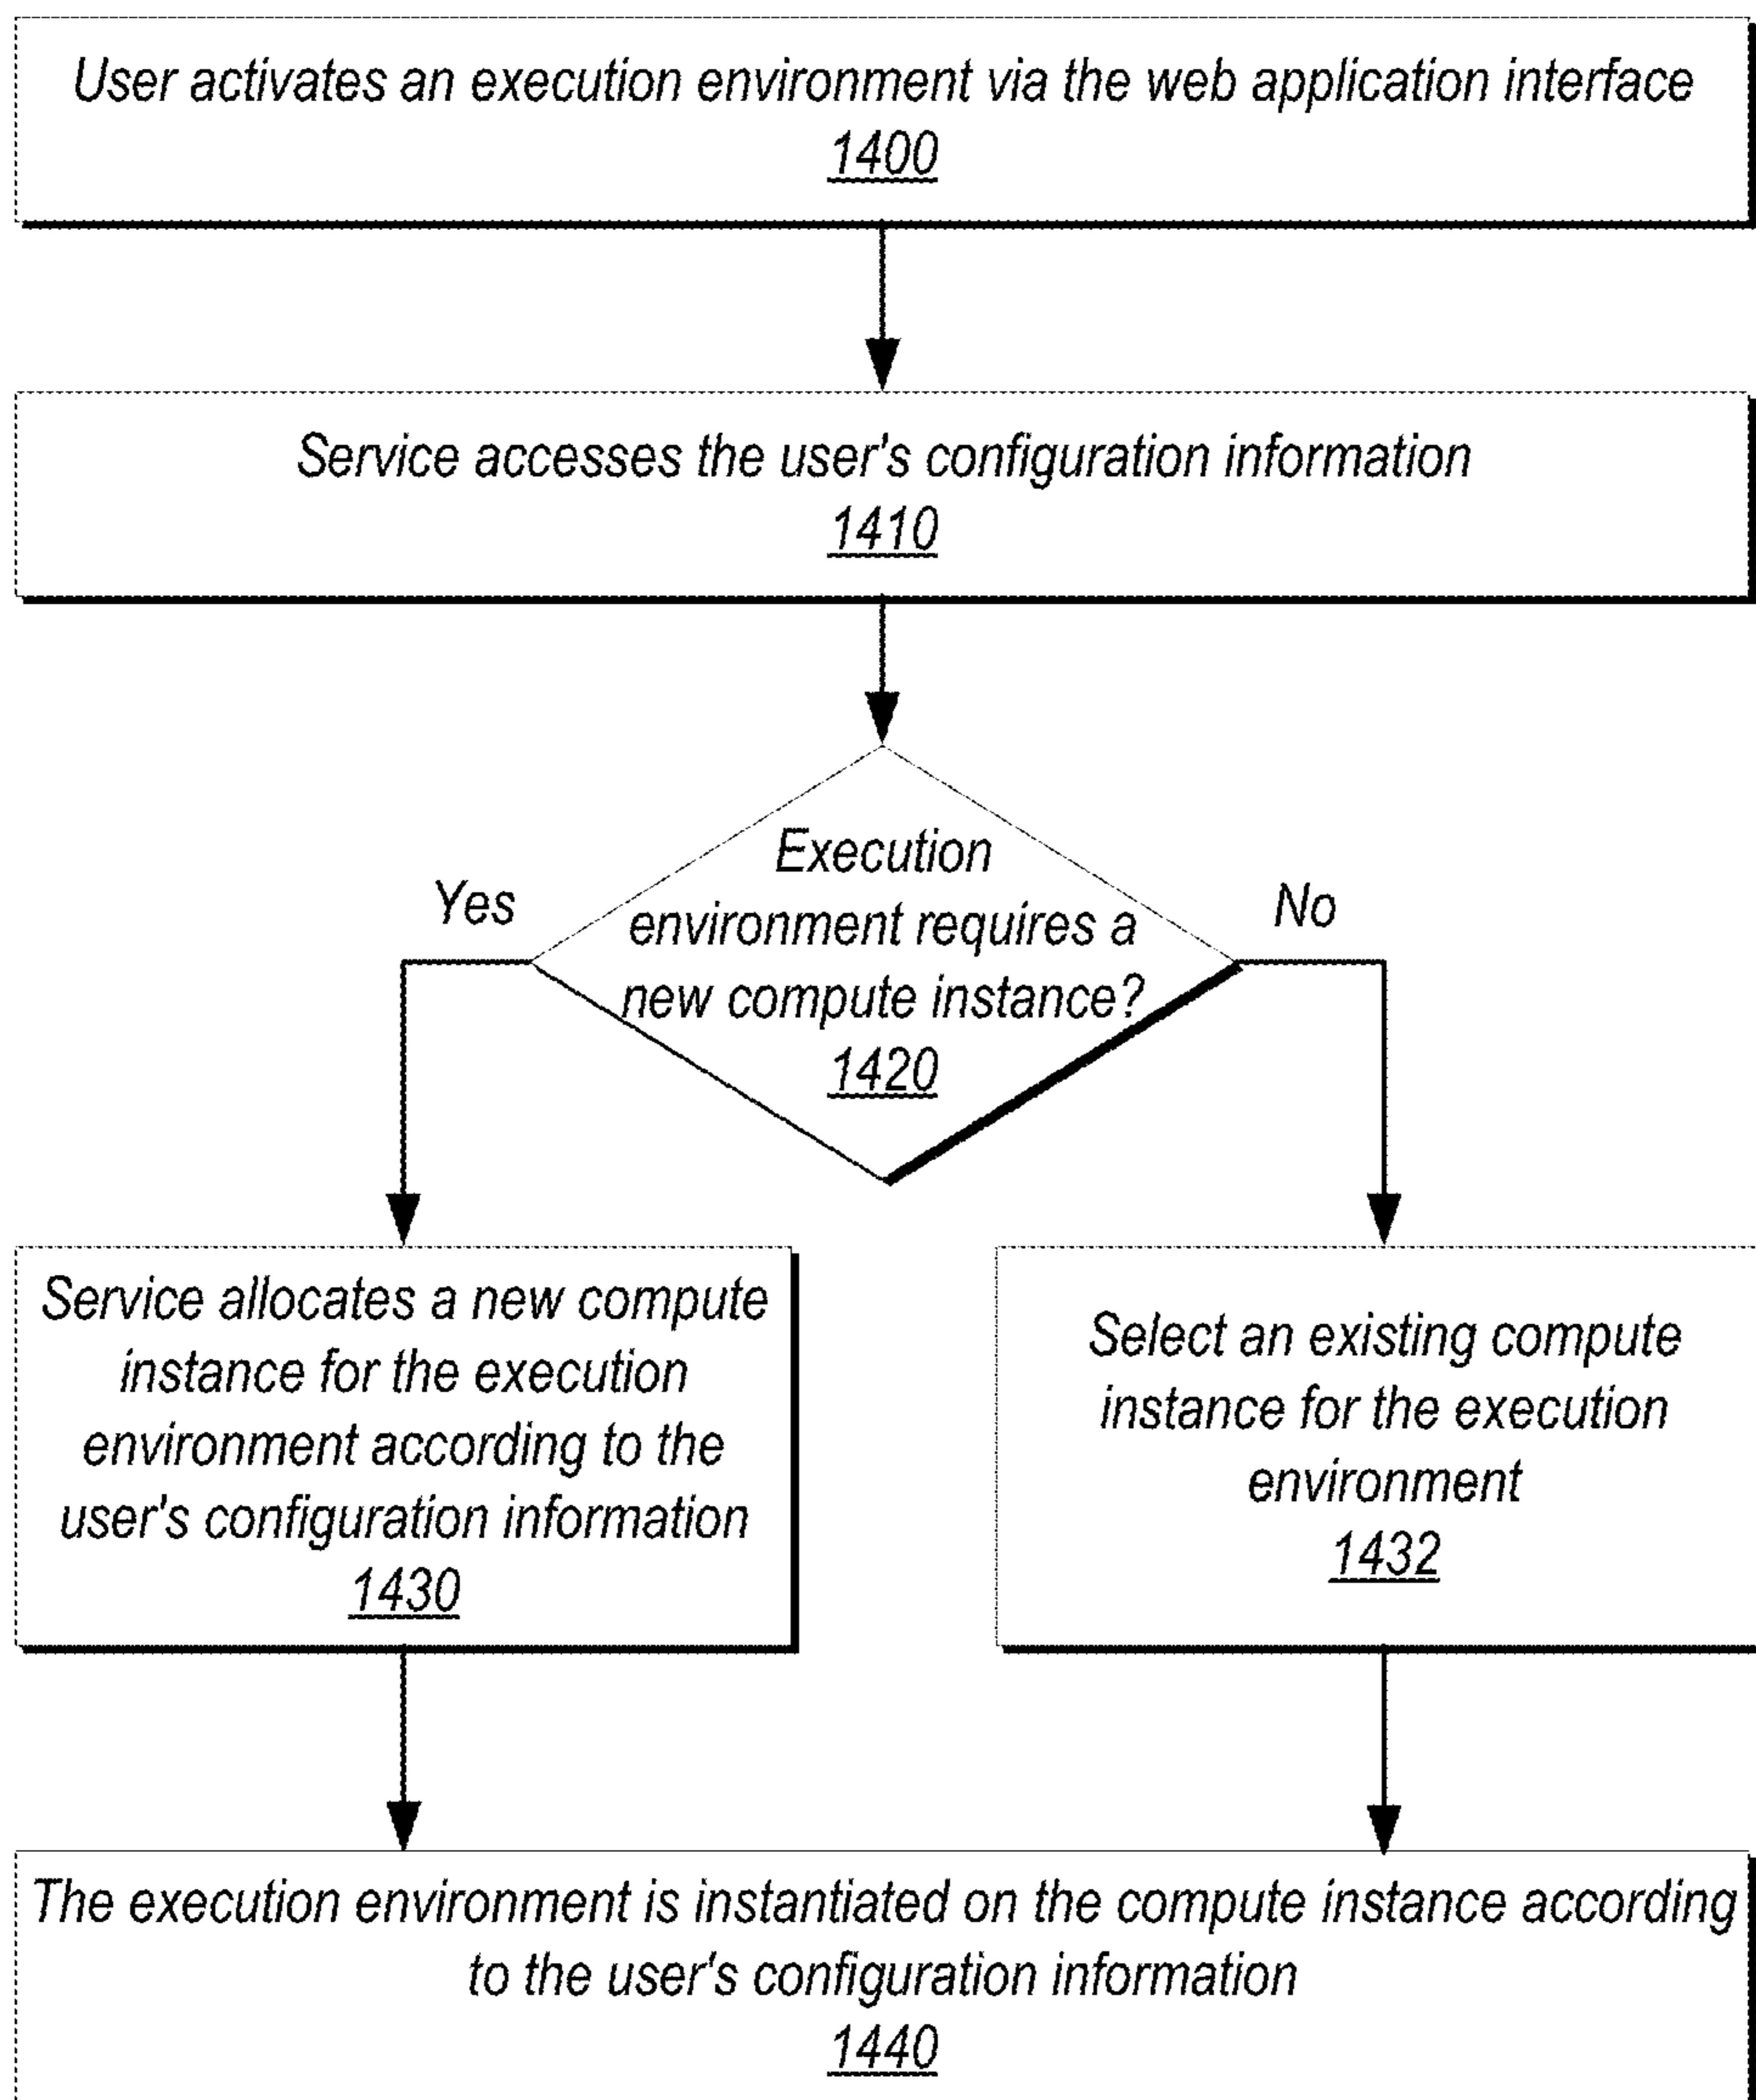 User activates an execution environment via the web application interface
1400
Service accesses the user's configuration information
1410
Execution
environment requires a
new compute instance?
1420
Yes
No
Service allocates a new compute
instance for the execution
environment according to the
user's configuration information
1430
Select an existing compute
instance for the execution
environment
1432
The execution environment is instantiated on the compute instance according
to the user's configuration information
1440